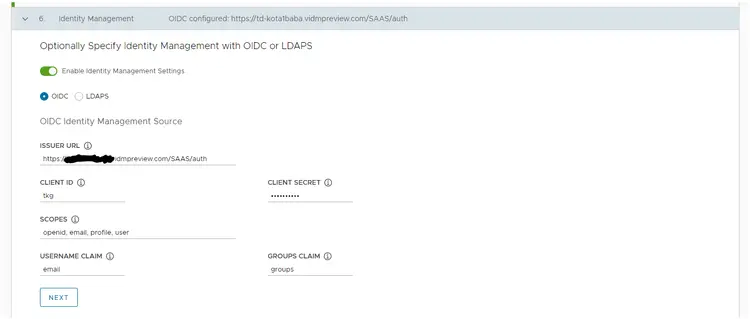 6. Identity Management OIDC configured: https://td-kota1baba.vidmpreview.com/SAAS/auth
Optionally Specify Identity Management with OIDC or LDAPS
Enable Identity Management Settings
OIDC LDAPS
OIDC Identity Management Source
ISSUER URL
https:/ vidmpreview.com/SAAS/auth
CLIENT ID CLIENT SECRET
tkg ••••••••••
SCOPES
openid, email, profile, user
USERNAME CLAIM GROUPS CLAIM
email groups
NEXT